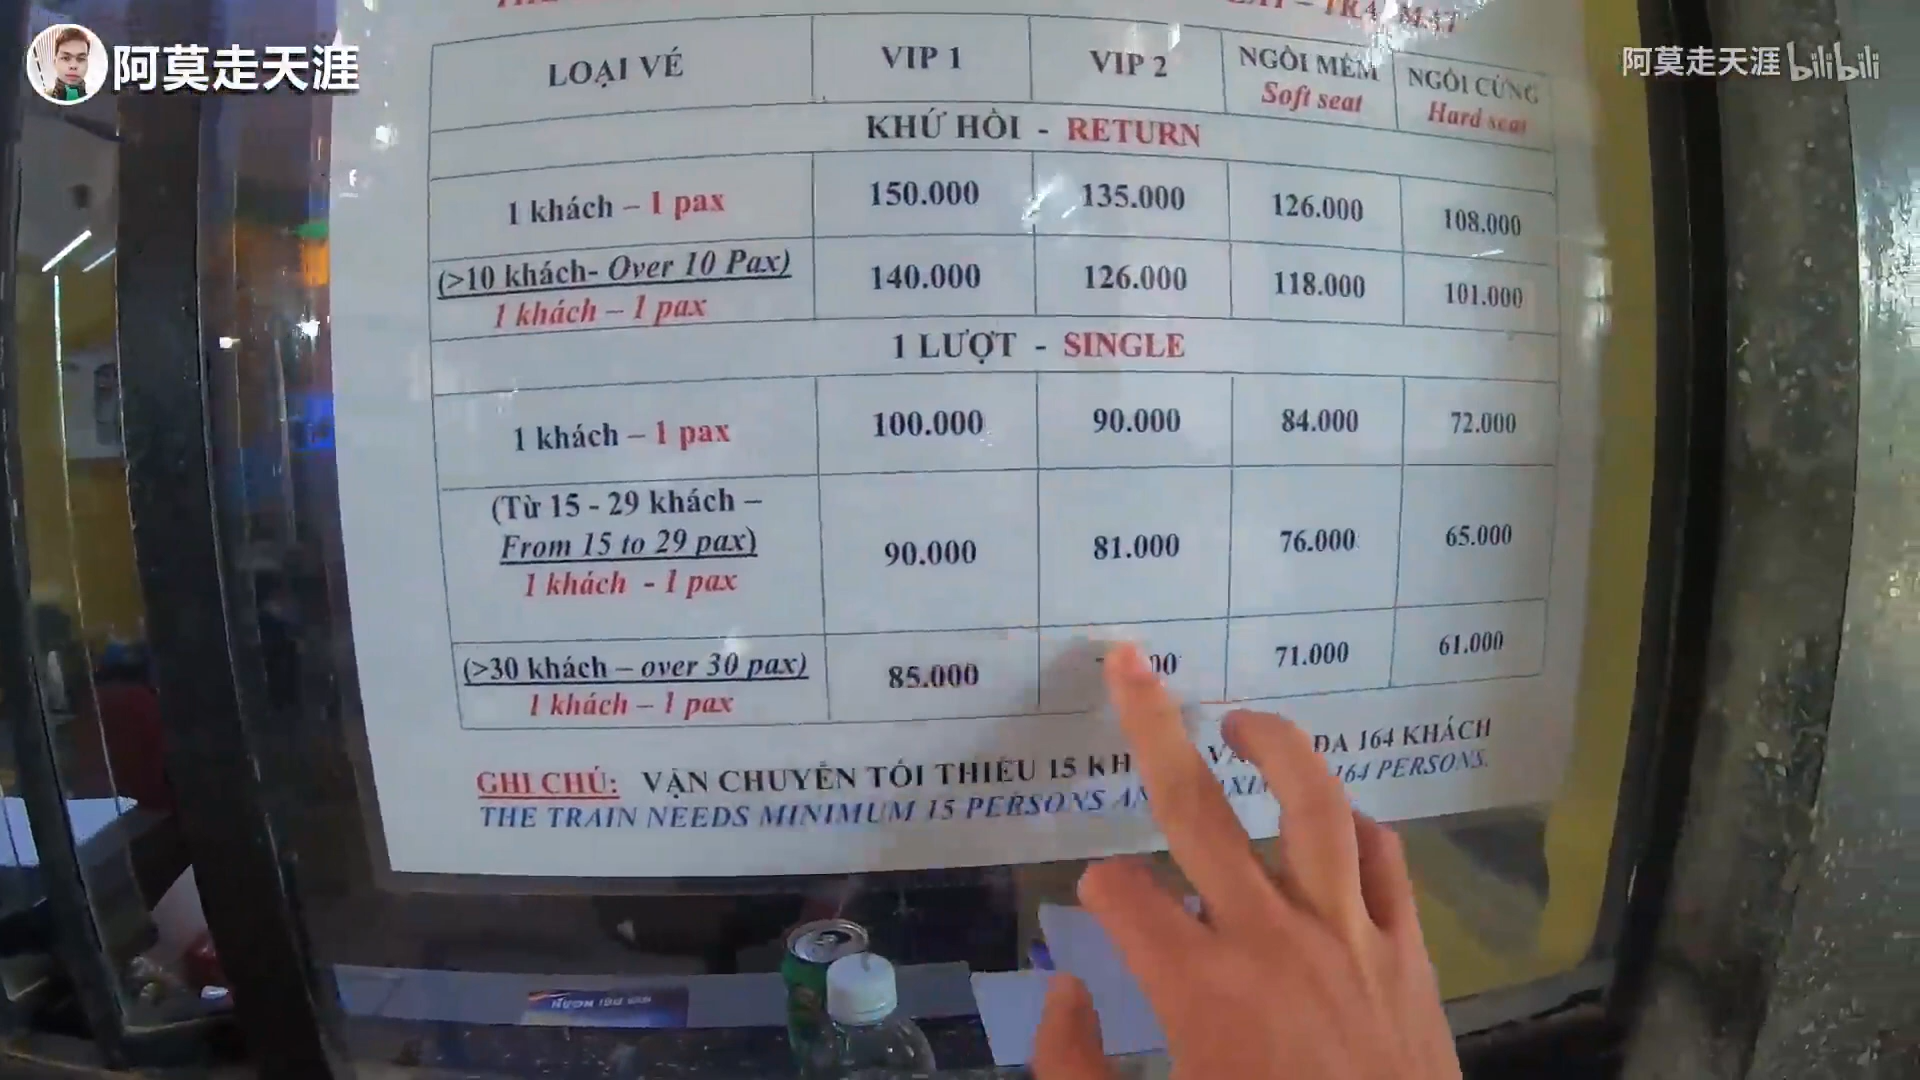 阿莫走天涯
阿莫走天涯 bilibili
TRẠI MÁT
LOẠI VÉ VIP 1 VIP 2 NGỒI MỀM NGỒI CỨNG
Soft seat Hard seat
KHỨ HỒI - RETURN
1 khách – 1 pax 150.000 135.000 126.000 108.000
(>10 khách- Over 10 Pax) 140.000 126.000 118.000 101.000
1 khách – 1 pax
1 LƯỢT - SINGLE
1 khách – 1 pax 100.000 90.000 84.000 72.000
(Từ 15 - 29 khách –
From 15 to 29 pax) 90.000 81.000 76.000 65.000
1 khách - 1 pax
(>30 khách – over 30 pax) 85.000 71.000 61.000
1 khách – 1 pax
GHI CHÚ: VẬN CHUYỂN TỐI THIỂU 15 ĐA 164 KHÁCH
THE TRAIN NEEDS MINIMUM 15 PERSONS 164 PERSONS.